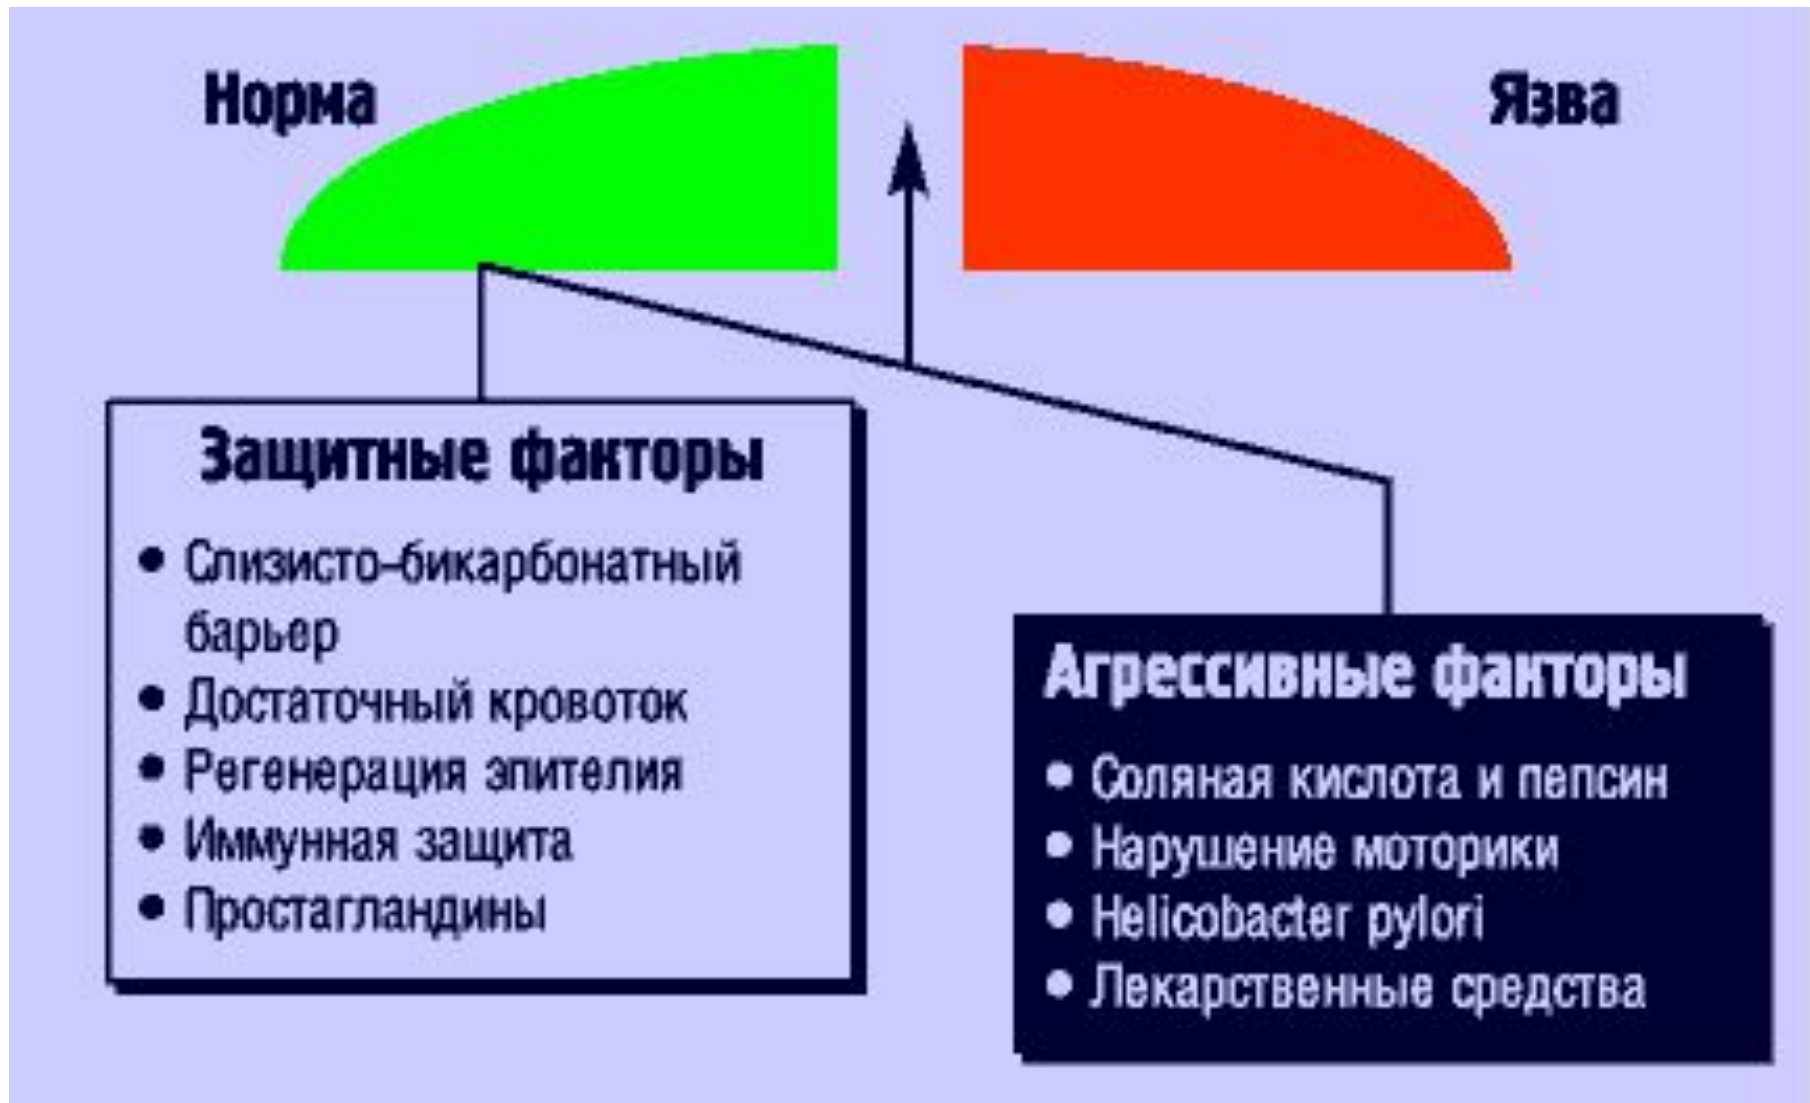 Норма
Язва
Защитные факторы
• Слизисто-бикарбонатный
барьер
• Достаточный кровоток
• Регенерация эпителия
• Иммунная защита
• Простагландины
Агрессивные факторы
• Соляная кислота и пепсин
• Нарушение моторики
• Helicobacter pylori
• Лекарственные средства